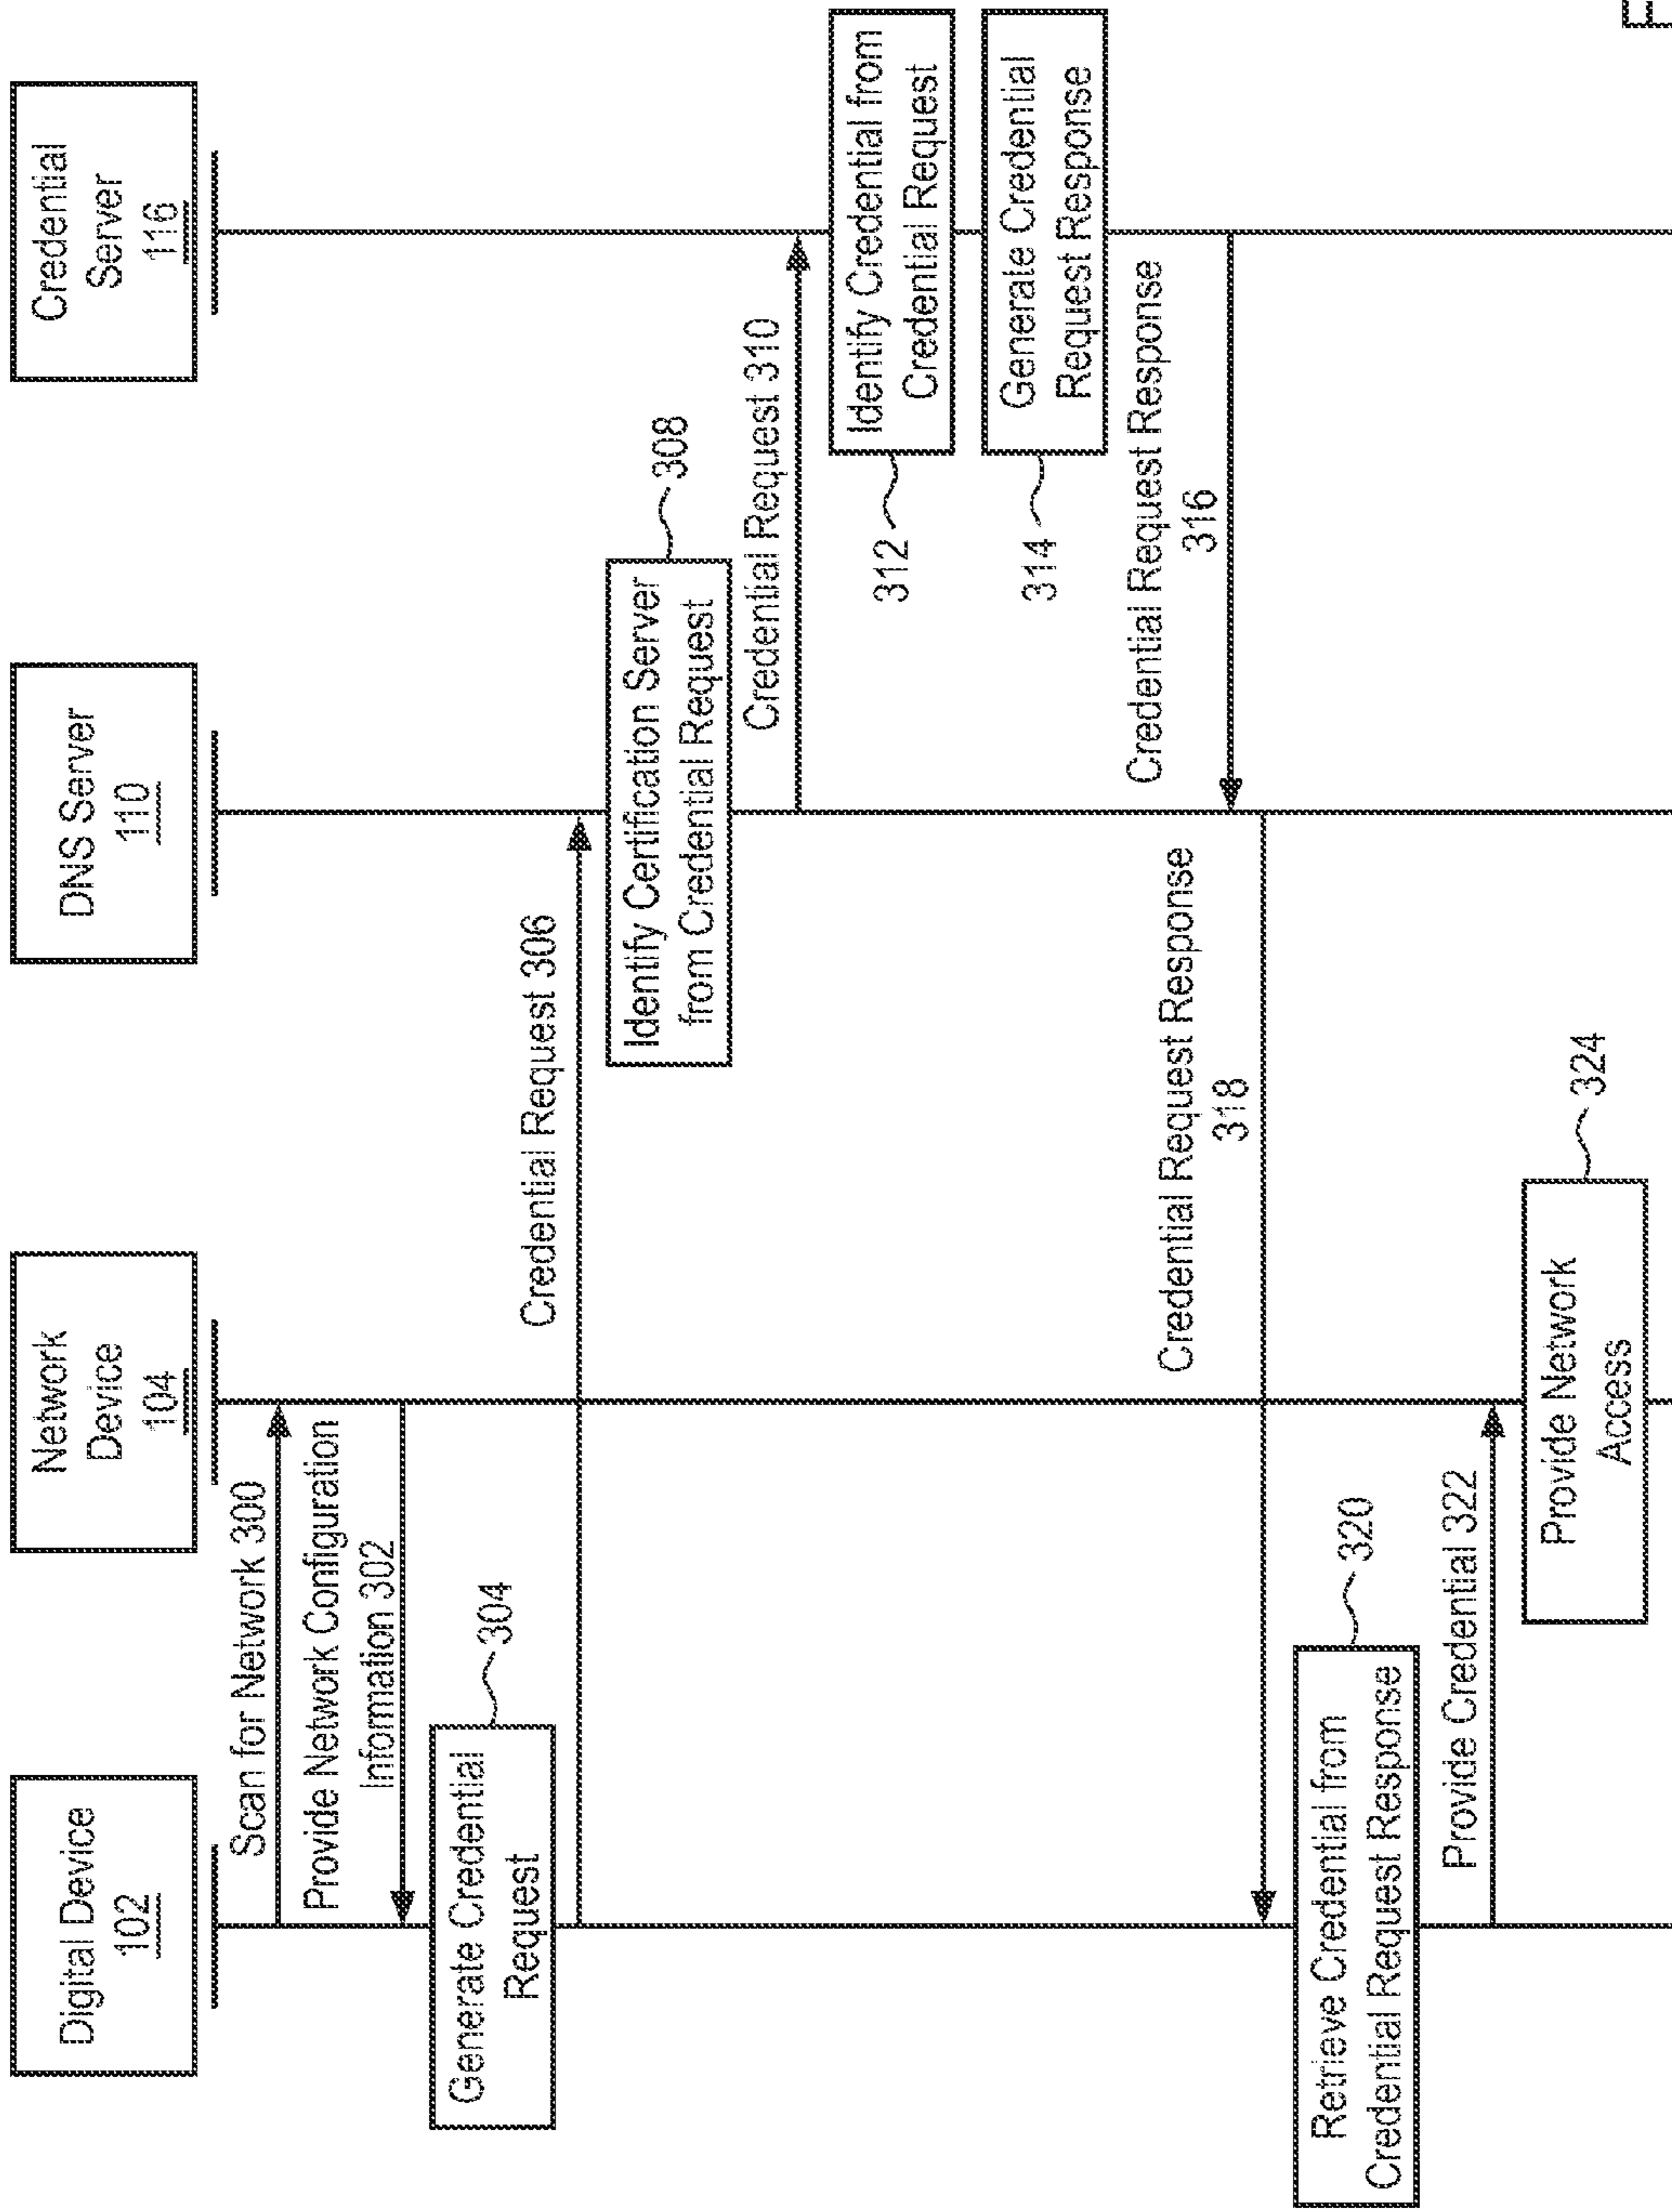 Digital Device
102
Network
Device
104
DNS Server
110
Credential
Server
116
Scan for Network 300
Provide Network Configuration
Information 302
Generate Credential
Request
304
Credential Request 306
Identify Certification Server
from Credential Request
308
Credential Request 310
Identify Credential from
Credential Request
312
Generate Credential
Request Response
314
Credential Request Response
316
Credential Request Response
318
Retrieve Credential from
Credential Request Response
320
Provide Credential 322
Provide Network
Access
324